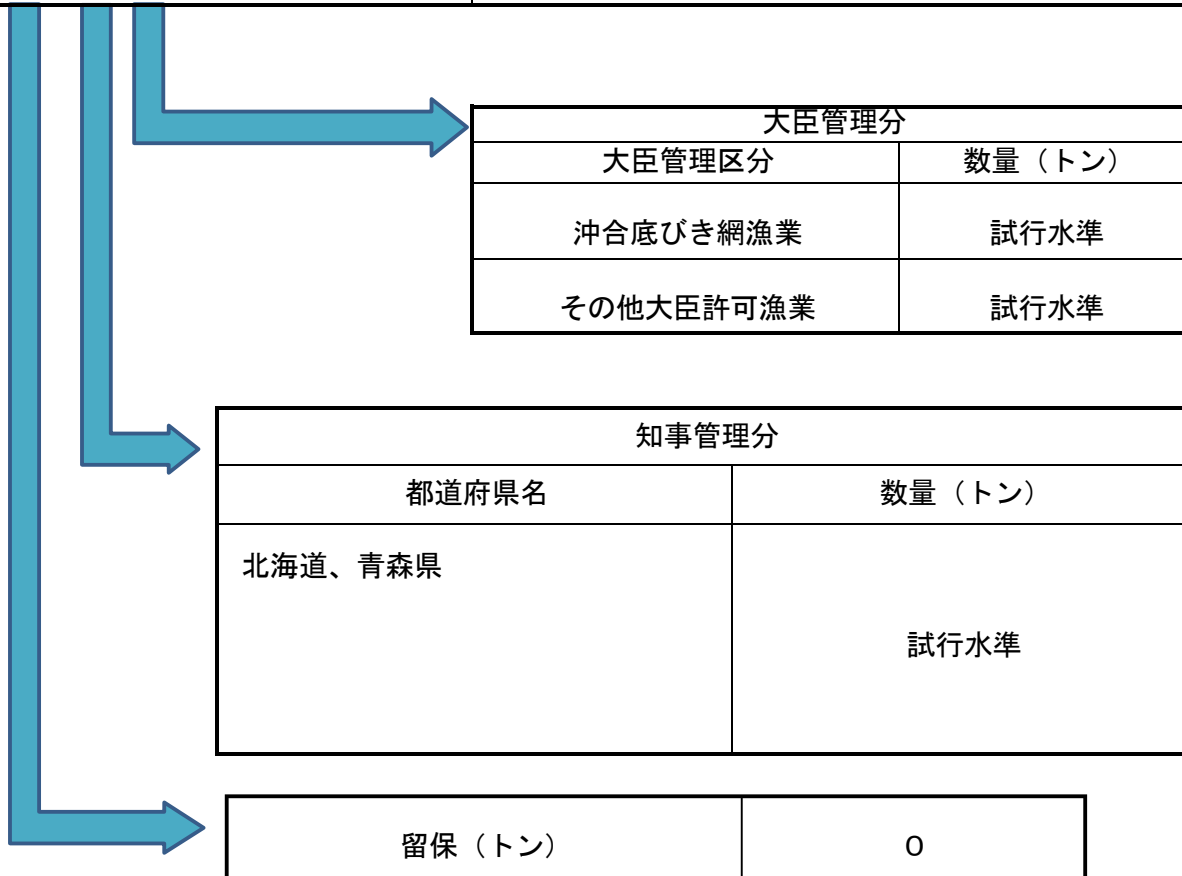 大臣管理分
大臣管理区分 数量（トン）
沖合底びき網漁業 試行水準
その他大臣許可漁業 試行水準
知事管理分
都道府県名 数量（トン）
北海道、青森県
試行水準
留保（トン） 0